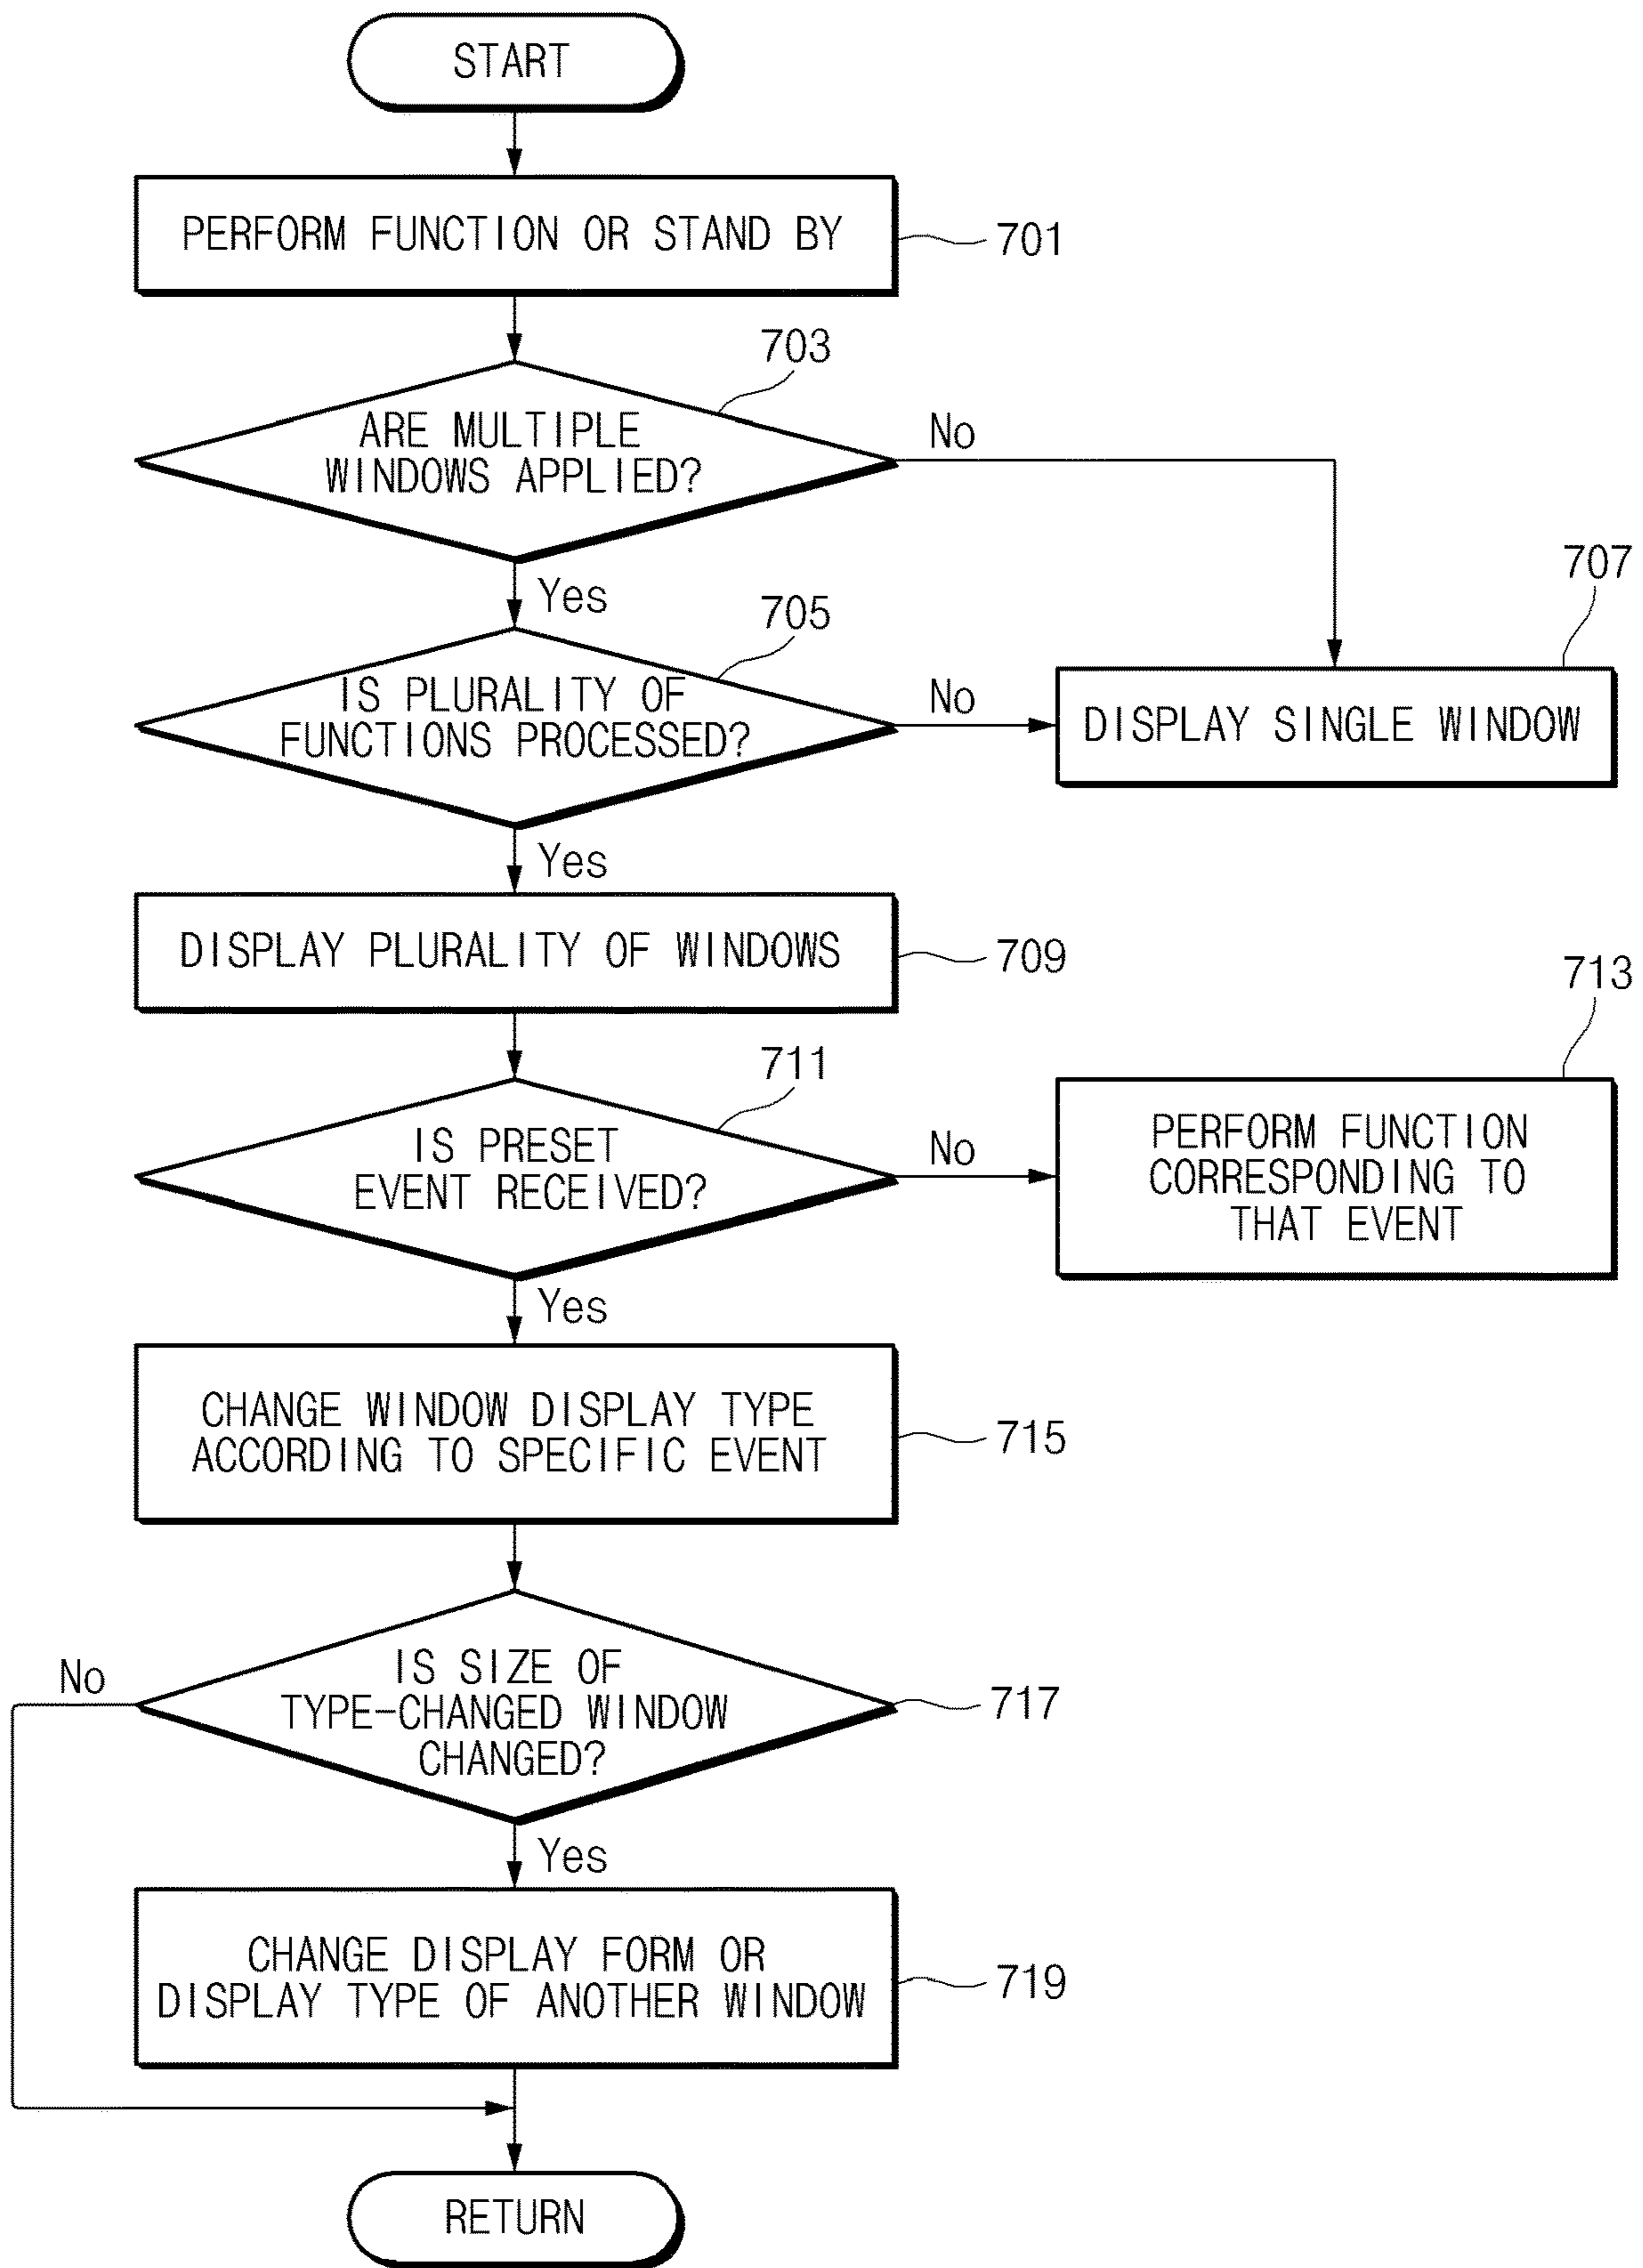 START
PERFORM FUNCTION OR STAND BY
701
703
ARE MULTIPLE
WINDOWS APPLIED?
No
Yes
705
707
IS PLURALITY OF
FUNCTIONS PROCESSED?
No
DISPLAY SINGLE WINDOW
Yes
DISPLAY PLURALITY OF WINDOWS
709
711
713
IS PRESET
EVENT RECEIVED?
No
PERFORM FUNCTION
CORRESPONDING TO
THAT EVENT
Yes
CHANGE WINDOW DISPLAY TYPE
ACCORDING TO SPECIFIC EVENT
715
No
IS SIZE OF
TYPE-CHANGED WINDOW
CHANGED?
717
Yes
CHANGE DISPLAY FORM OR
DISPLAY TYPE OF ANOTHER WINDOW
719
RETURN